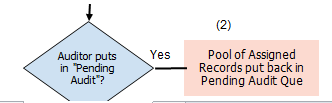 (2)
Auditor puts
in "Pending
Audit"?
Yes
Pool of Assigned
Records put back in
Pending Audit Que